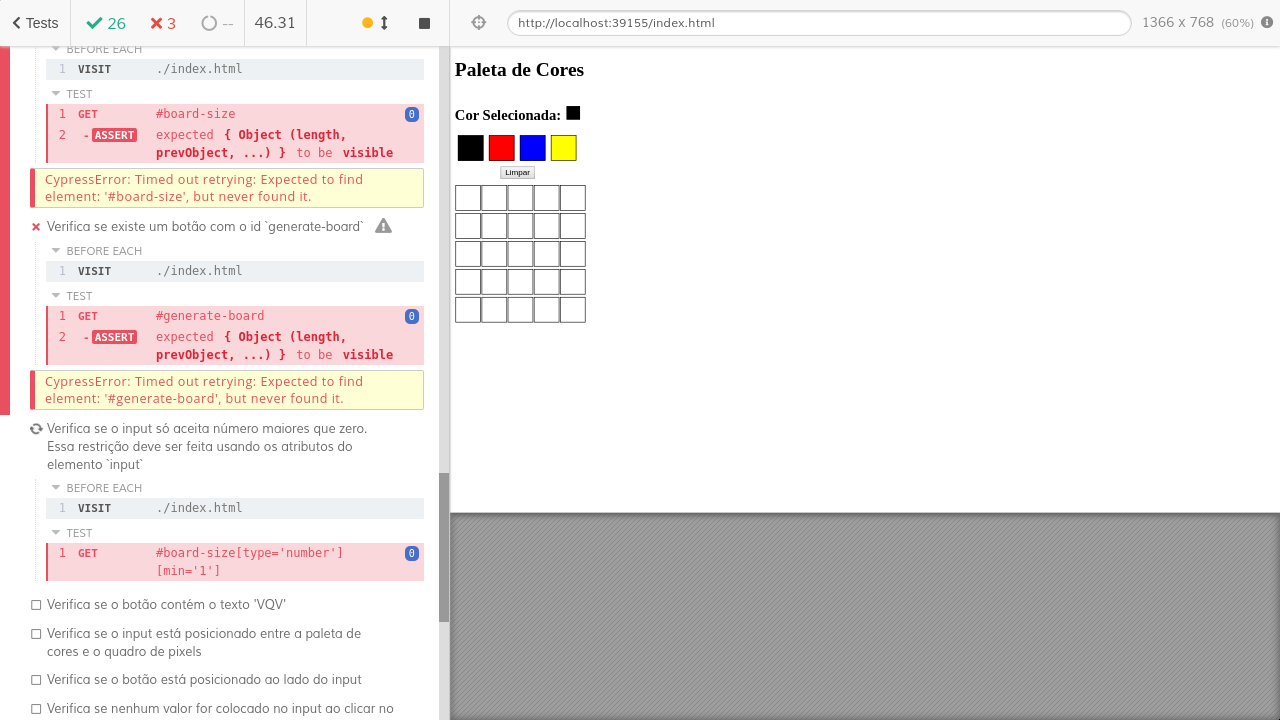 Tests
26
3
--
46.31
http://localhost:39155/index.html
1366 x 768 (60%)
BEFORE EACH
1 VISIT ./index.html
TEST
1 GET #board-size 0
2 -ASSERT expected { Object (length,
prevObject, ...) } to be visible
CypressError: Timed out retrying: Expected to find
element: '#board-size', but never found it.
Verifica se existe um botão com o id `generate-board`
BEFORE EACH
1 VISIT ./index.html
TEST
1 GET #generate-board 0
2 -ASSERT expected { Object (length,
prevObject, ...) } to be visible
CypressError: Timed out retrying: Expected to find
element: '#generate-board', but never found it.
Verifica se o input só aceita número maiores que zero.
Essa restrição deve ser feita usando os atributos do
elemento `input`
BEFORE EACH
1 VISIT ./index.html
TEST
1 GET #board-size[type='number'] 0
[min='1']
Verifica se o botão contém o texto 'VQV'
Verifica se o input está posicionado entre a paleta de
cores e o quadro de pixels
Verifica se o botão está posicionado ao lado do input
Verifica se nenhum valor for colocado no input ao clicar no
Paleta de Cores
Cor Selecionada:
Limpar